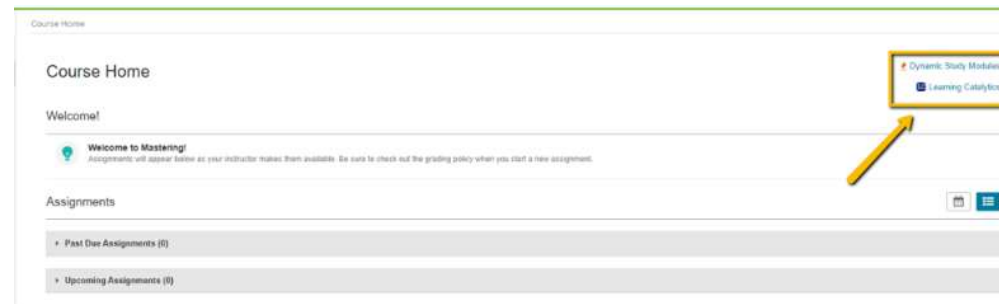 Course Home
Course Home
Dynamic Study Modules
Learning Catalytics
Welcome!
Welcome to Mastering!
Assignments will appear below as your instructor makes them available. Be sure to check out the grading policy when you start a new assignment.
Assignments
Past Due Assignments (0)
Upcoming Assignments (0)